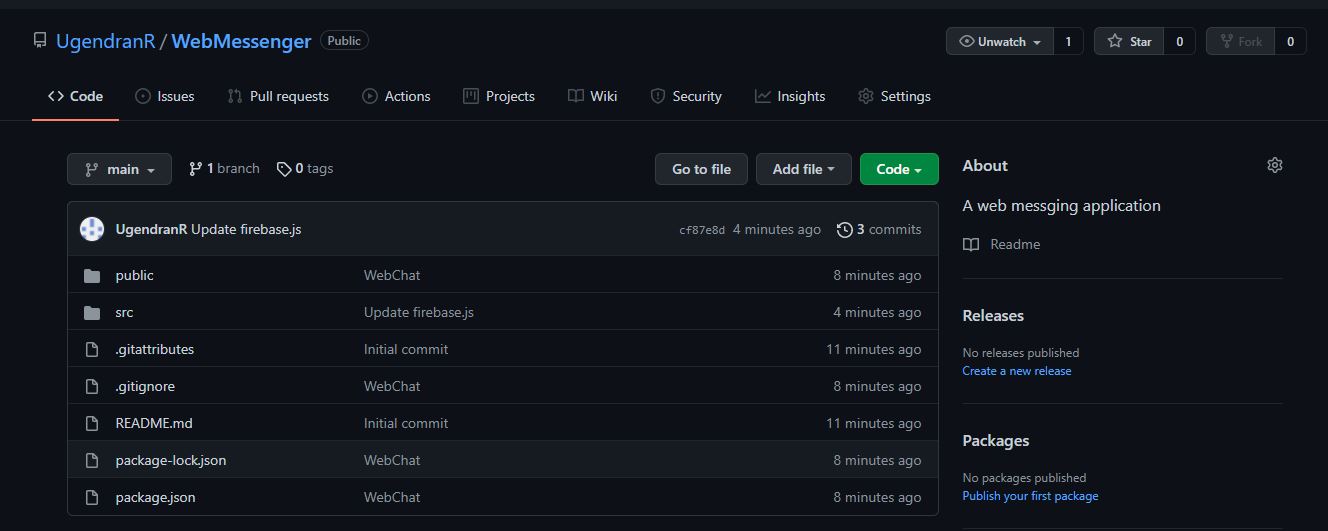 UgendranR / WebMessenger Public
Unwatch 1 Star 0 Fork 0
Code Issues Pull requests Actions Projects Wiki Security Insights Settings
main 1 branch 0 tags Go to file Add file Code
UgendranR Update firebase.js cf87e8d 4 minutes ago 3 commits
public WebChat 8 minutes ago
src Update firebase.js 4 minutes ago
.gitattributes Initial commit 11 minutes ago
.gitignore WebChat 8 minutes ago
README.md Initial commit 11 minutes ago
package-lock.json WebChat 8 minutes ago
package.json WebChat 8 minutes ago
About
A web messging application
Readme
Releases
No releases published
Create a new release
Packages
No packages published
Publish your first package